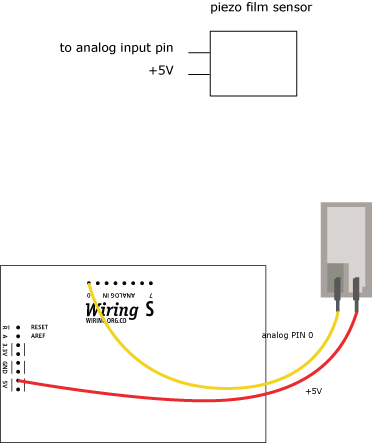 piezo film sensor
to analog input pin
+5V
0 ANALOG IN 7
Wiring S
WIRING.ORG.CO
R RESET
A AREF
3.3V
GND
5V
analog PIN 0
+5V